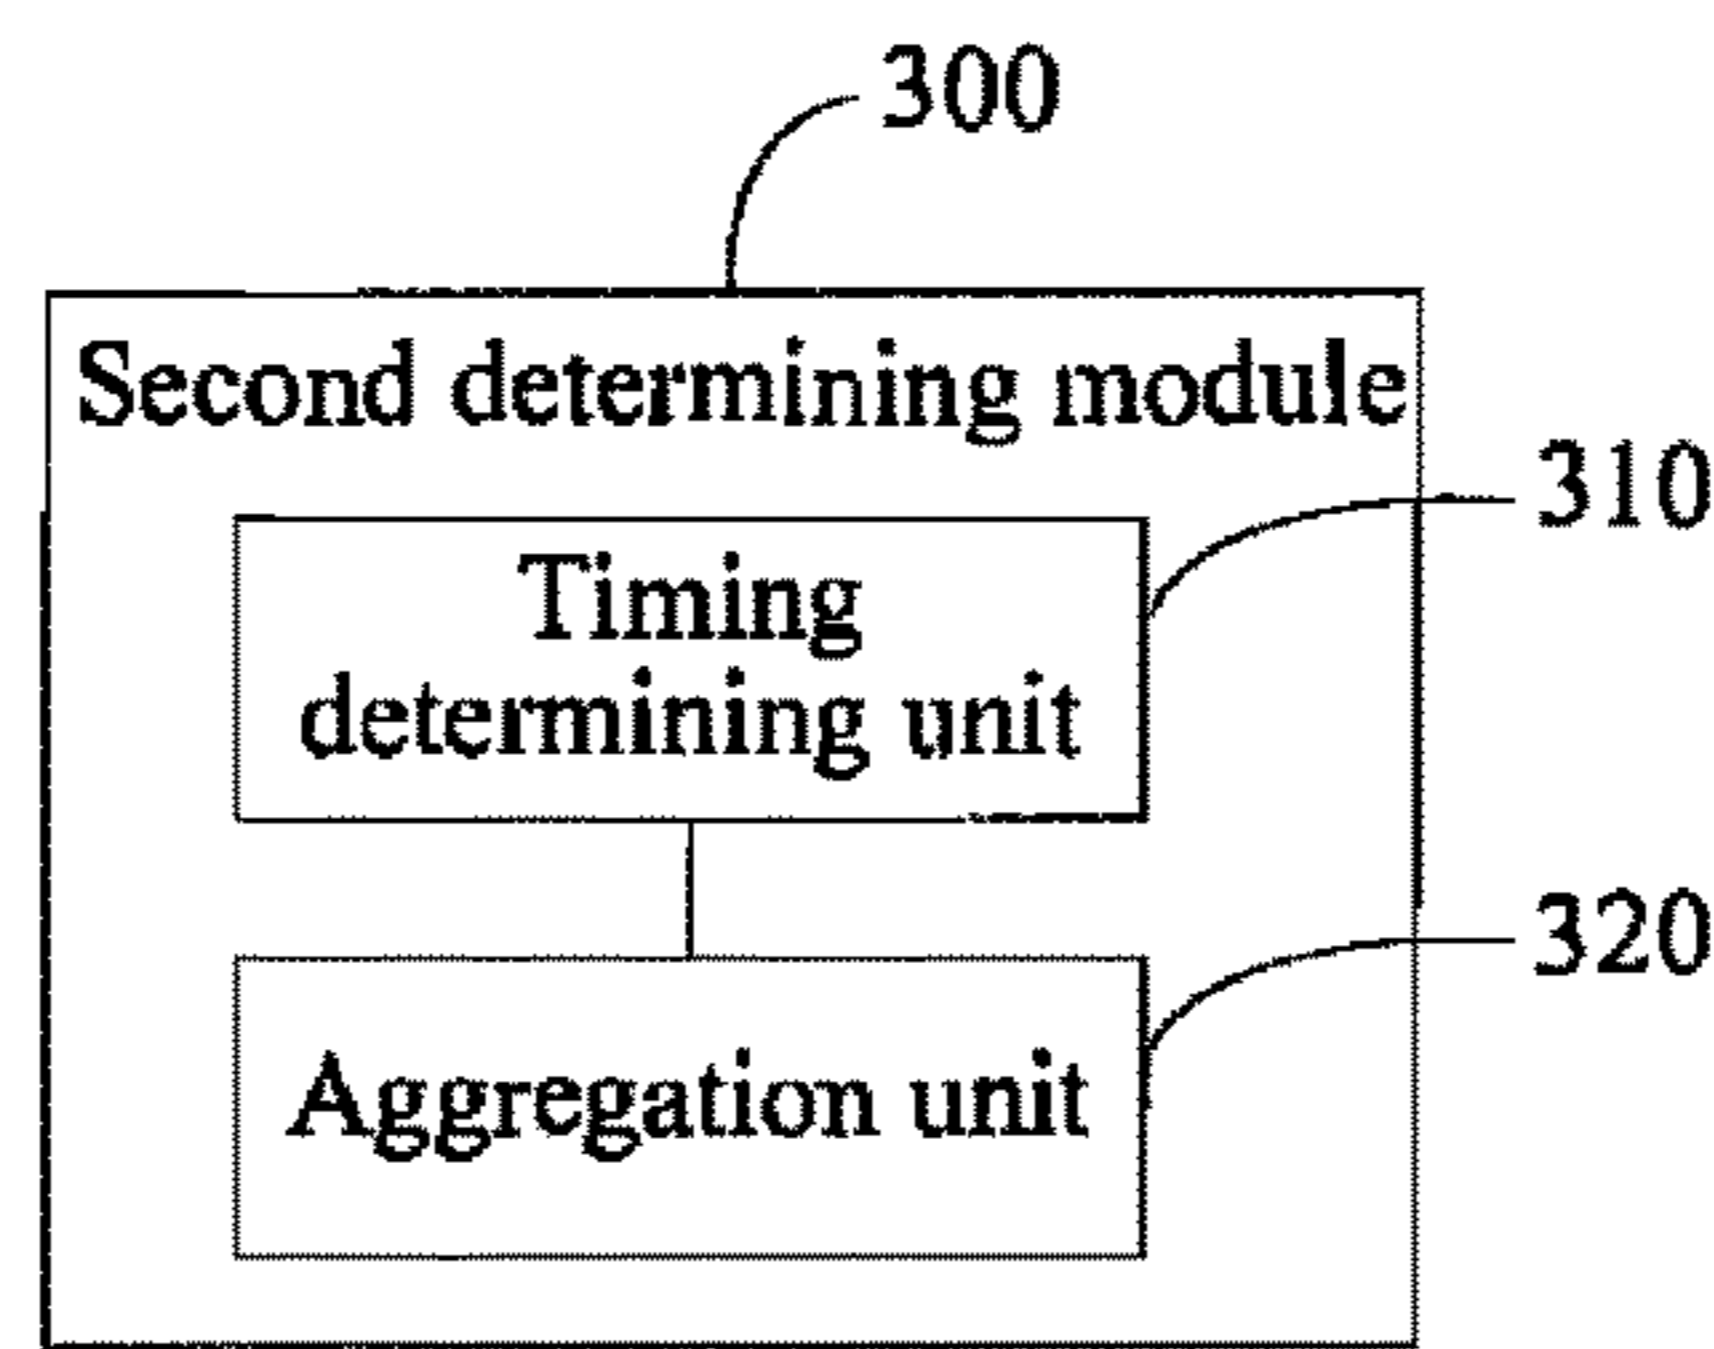 300
Second determining module
310
Timing
determining unit
320
Aggregation unit